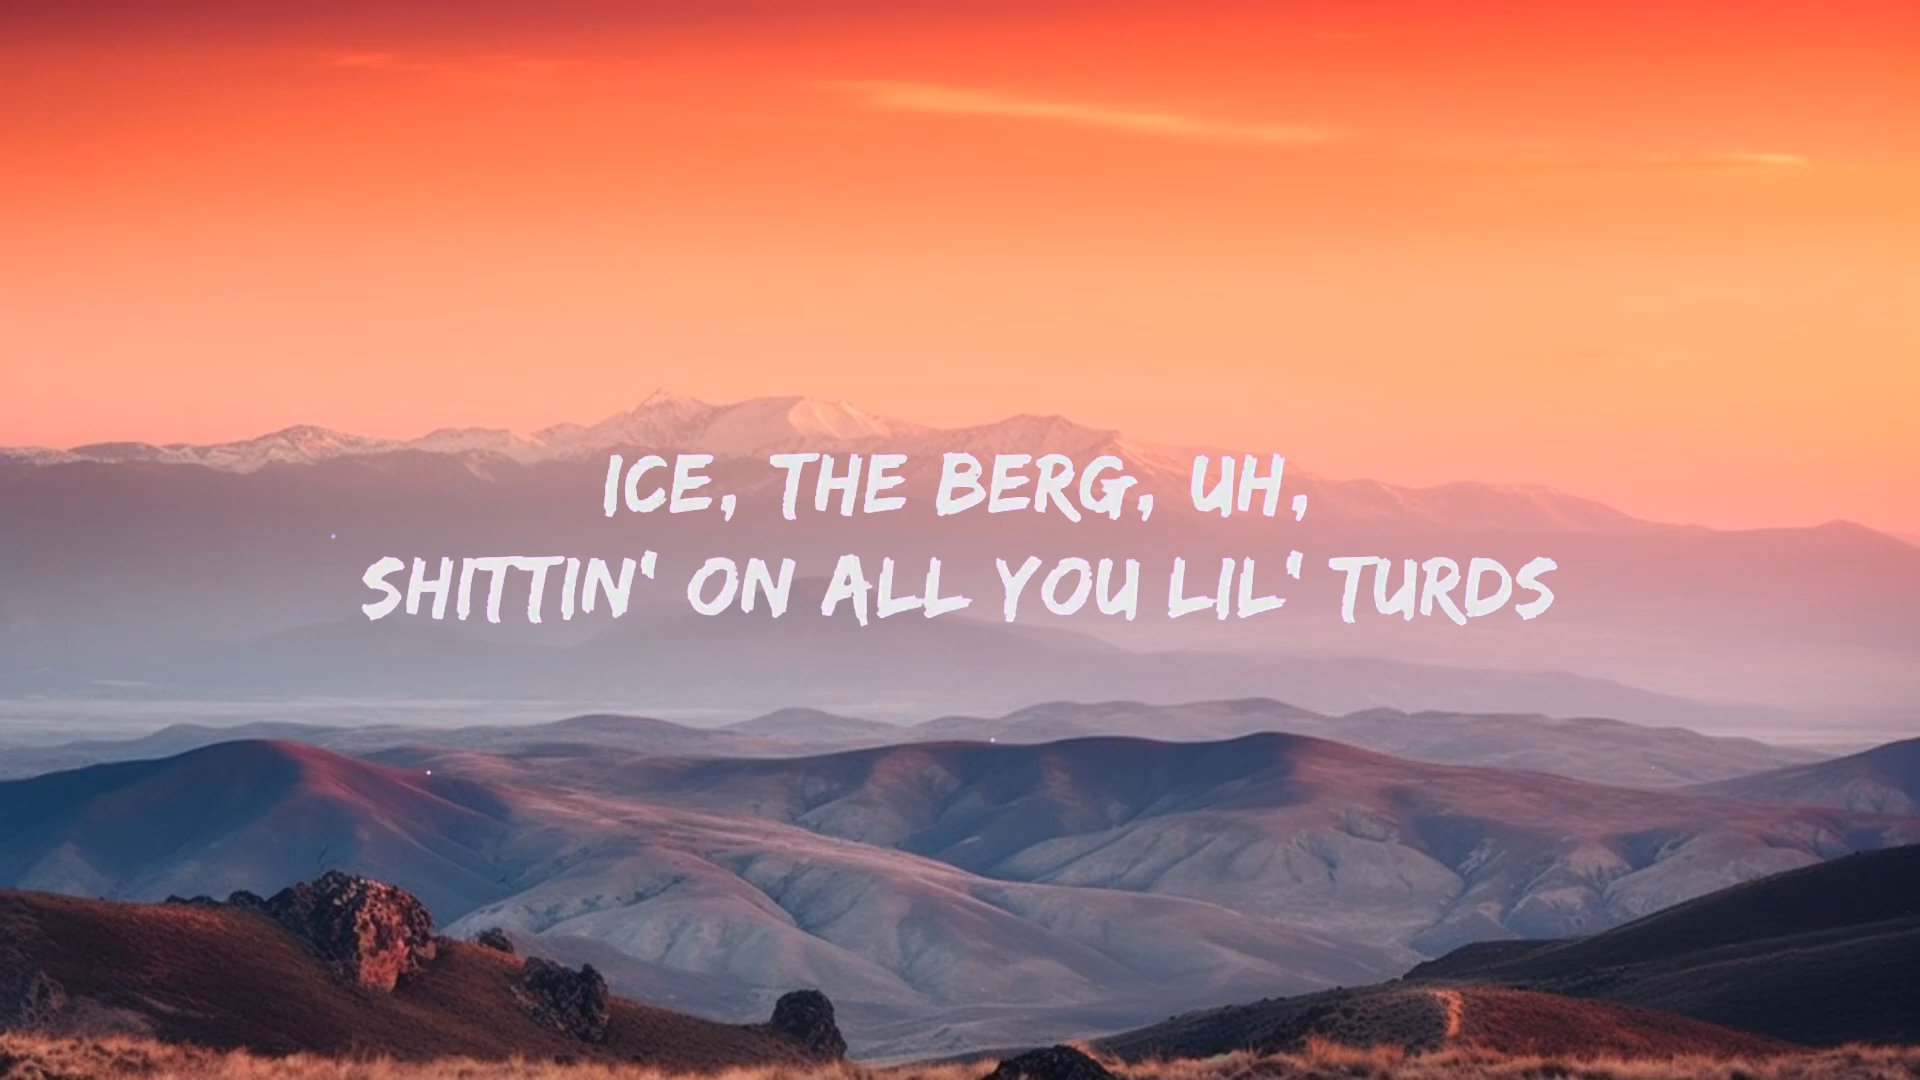 ICE, THE BERG, UH,
SHITTIN' ON ALL YOU LIL' TURDS